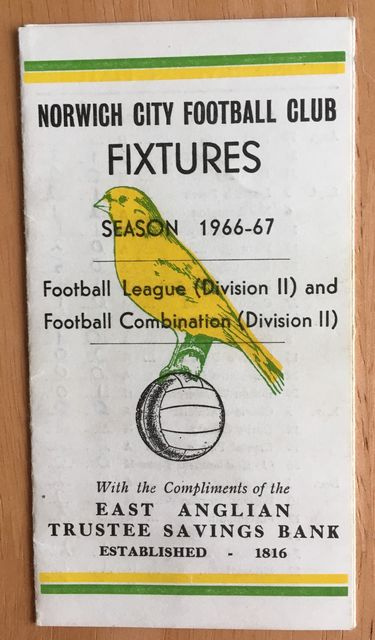 NORWICH CITY FOOTBALL CLUB
FIXTURES
SEASON 1966-67
Football League (Division II) and
Football Combination (Division II)
With the Compliments of the
EAST ANGLIAN
TRUSTEE SAVINGS BANK
ESTABLISHED - 1816